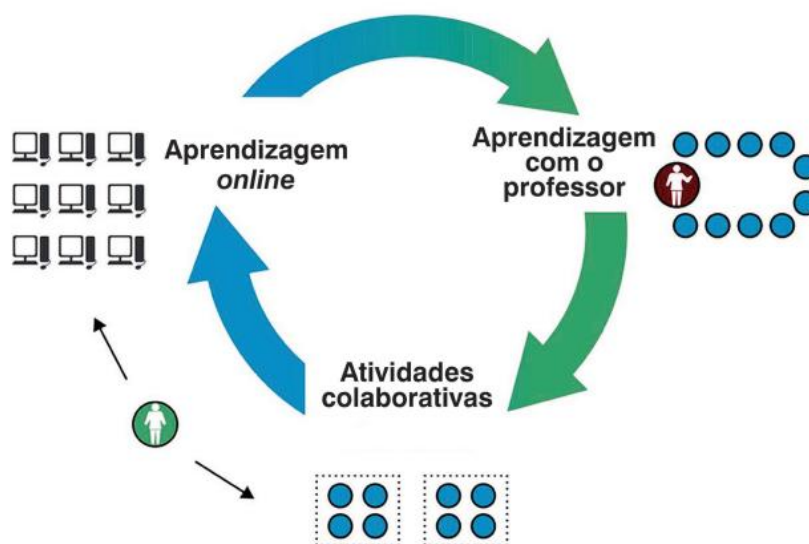 Aprendizagem
online
Aprendizagem
com o
professor
Atividades
colaborativas